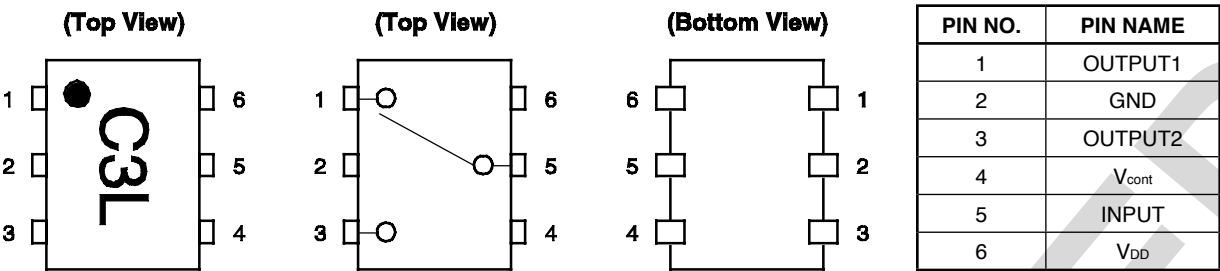 (Top View)
1
2
3
C3L
6
5
4
(Top View)
1
2
3
6
5
4
(Bottom View)
6
5
4
1
2
3
PIN NO. PIN NAME
1 OUTPUT1
2 GND
3 OUTPUT2
4 Vcont
5 INPUT
6 VDD